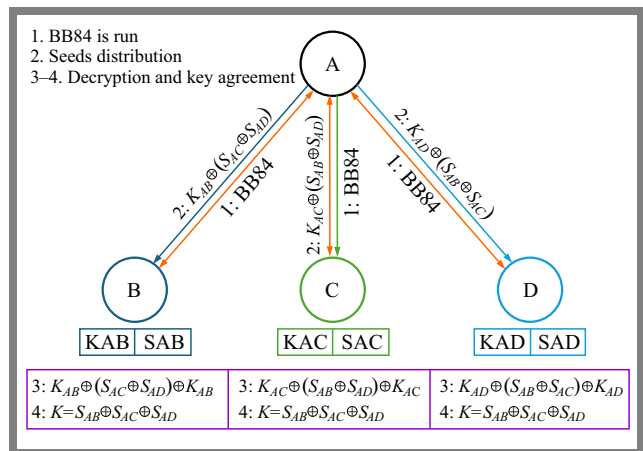 1. BB84 is run
2. Seeds distribution
3–4. Decryption and key agreement
A
2: K_AB⊕(S_AC⊕S_AD)
1: BB84
2: K_AC⊕(S_AB⊕S_AD)
1: BB84
2: K_AD⊕(S_AB⊕S_AC)
1: BB84
B
C
D
KAB SAB
KAC SAC
KAD SAD
3: K_AB⊕(S_AC⊕S_AD)⊕K_AB
4: K=S_AB⊕S_AC⊕S_AD
3: K_AC⊕(S_AB⊕S_AD)⊕K_AC
4: K=S_AB⊕S_AC⊕S_AD
3: K_AD⊕(S_AB⊕S_AC)⊕K_AD
4: K=S_AB⊕S_AC⊕S_AD